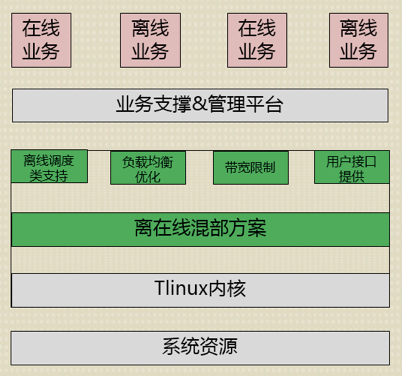 在线 离线 在线 离线
业务 业务 业务 业务
业务支撑&管理平台
离线调度 负载均衡 带宽限制 用户接口
类支持 优化 提供
离在线混部方案
Tlinux内核
系统资源